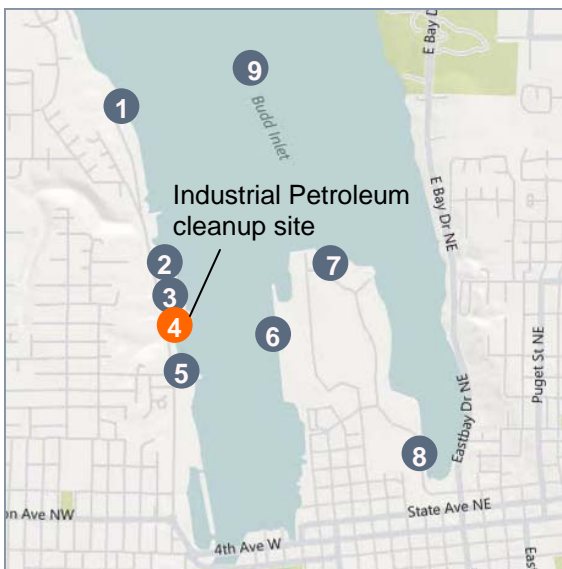 E Bay D
9
1
Budd Inlet
E Bay Dr NE
Industrial Petroleum
cleanup site
2
7
3
4
6
5
Puget St NE
Eastbay Dr NE
8
on Ave NW
State Ave NE
4th Ave W
East